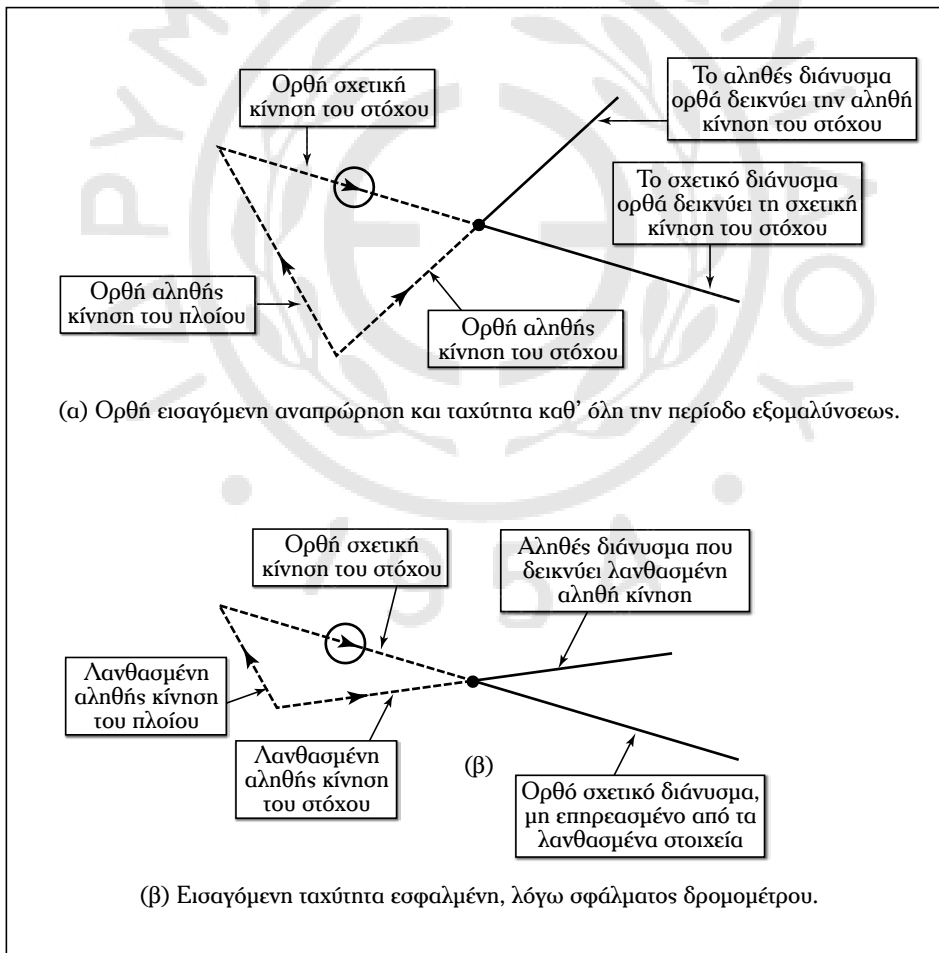 Ορθή σχετική
κίνηση του στόχου
Το αληθές διάνυσμα
ορθά δεικνύει την αληθή
κίνηση του στόχου
Το σχετικό διάνυσμα
ορθά δεικνύει τη σχετική
κίνηση του στόχου
Ορθή αληθής
κίνηση του πλοίου
Ορθή αληθής
κίνηση του στόχου
(α) Ορθή εισαγόμενη αναπρώρηση και ταχύτητα καθ’ όλη την περίοδο εξομαλύνσεως.
Ορθή σχετική
κίνηση του στόχου
Αληθές διάνυσμα που
δεικνύει λανθασμένη
αληθή κίνηση
Λανθασμένη
αληθής κίνηση
του πλοίου
Λανθασμένη
αληθής κίνηση
του στόχου
(β)
Ορθό σχετικό διάνυσμα,
μη επηρεασμένο από τα
λανθασμένα στοιχεία
(β) Εισαγόμενη ταχύτητα εσφαλμένη, λόγω σφάλματος δρομομέτρου.